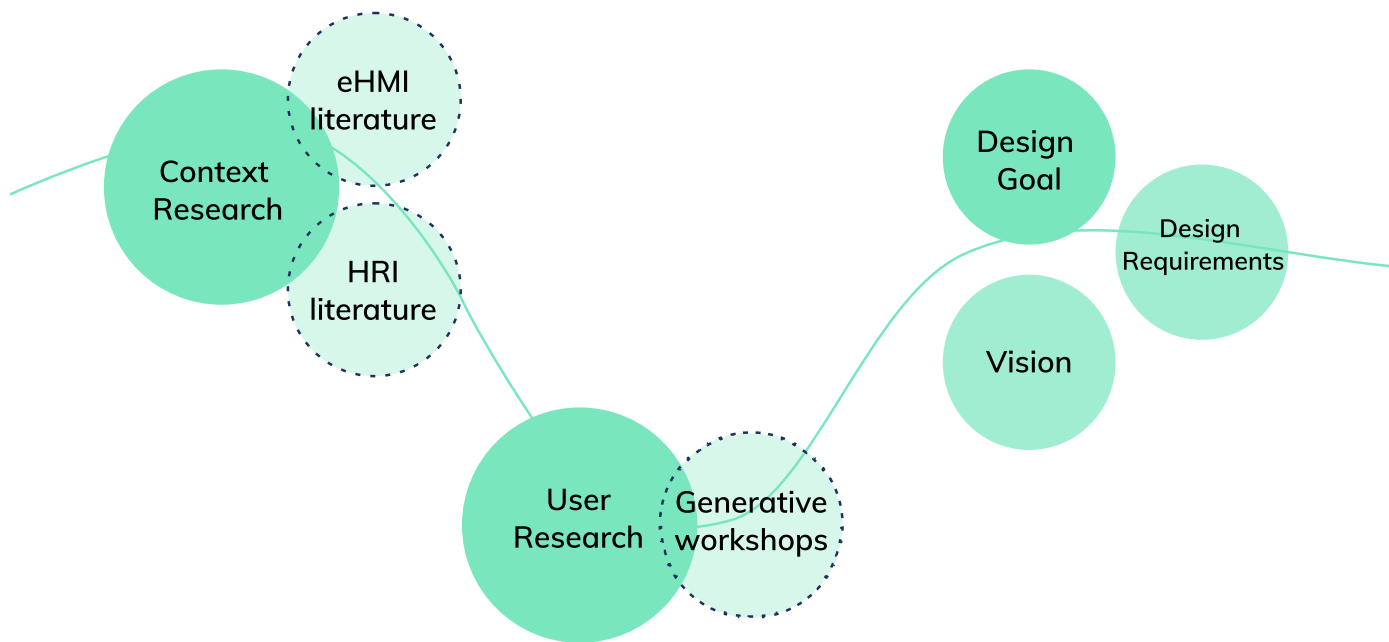 eHMI
literature
Context
Research
HRI
literature
User
Research
Generative
workshops
Design
Goal
Design
Requirements
Vision